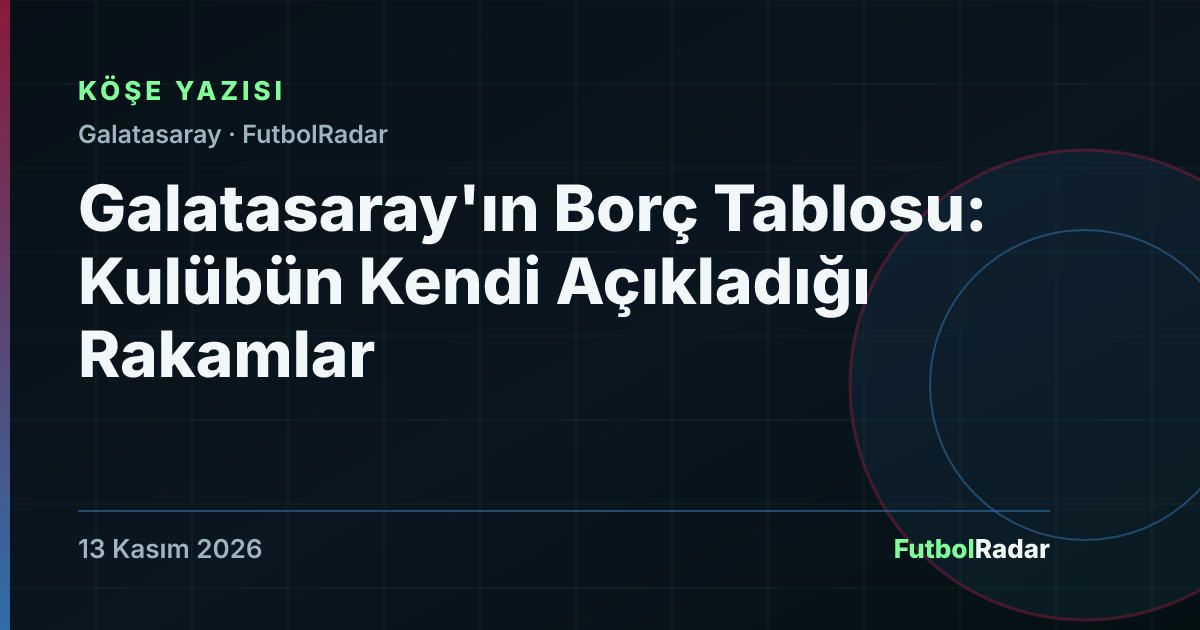 KÖŞE YAZISI
Galatasaray · FutbolRadar
Galatasaray'ın Borç Tablosu:
Kulübün Kendi Açıkladığı
Rakamlar
13 Kasım 2026
FutbolRadar